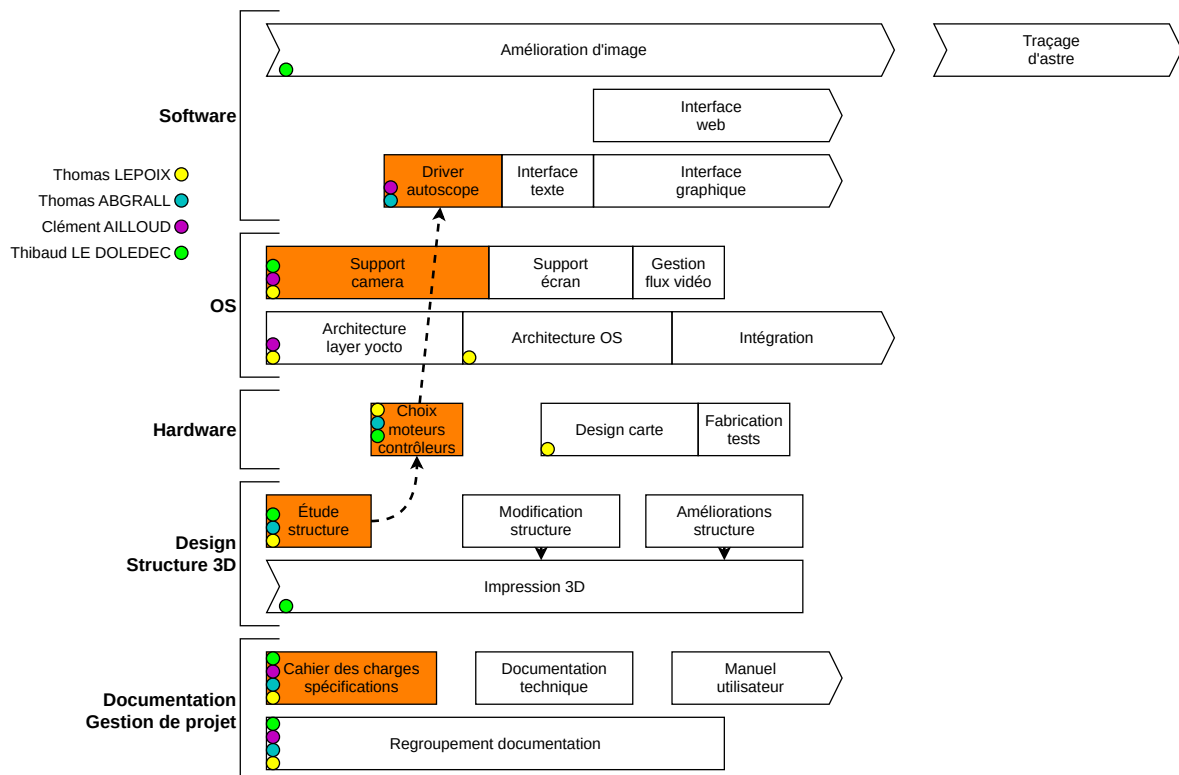 Amélioration d'image
Traçage
d'astre
Software
Interface
web
Driver
autoscope
Interface
texte
Interface
graphique
Thomas LEPOIX
Thomas ABGRALL
Clément AILLOUD
Thibaud LE DOLEDEC
OS
Support
camera
Support
écran
Gestion
flux vidéo
Architecture
layer yocto
Architecture OS
Intégration
Hardware
Choix
moteurs
contrôleurs
Design carte
Fabrication
tests
Design
Structure 3D
Étude
structure
Modification
structure
Améliorations
structure
Impression 3D
Documentation
Gestion de projet
Cahier des charges
spécifications
Documentation
technique
Manuel
utilisateur
Regroupement documentation